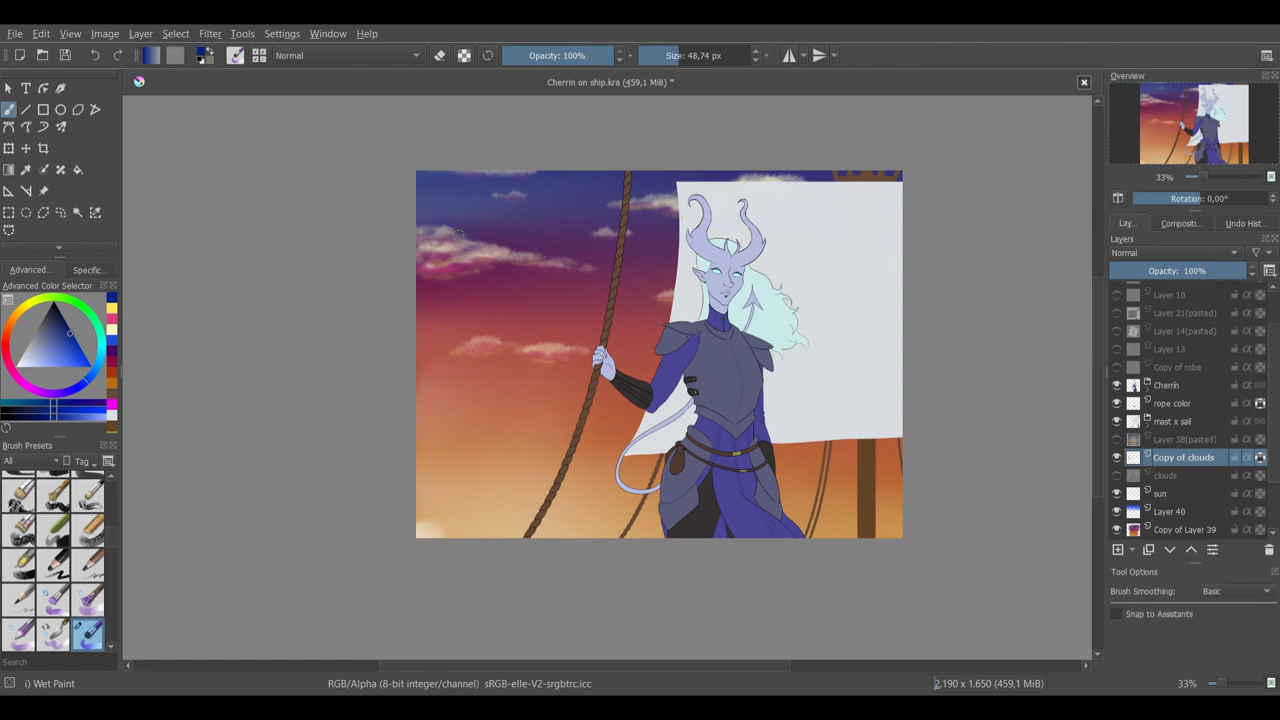 File Edit View Image Layer Select Filter Tools Settings Window Help
Normal Opacity: 100% Size: 48,74 px
Cherrin on ship.kra (459,1 MiB) *
Overview
33%
Rotation: 0,00°
Lay... Compositi... Undo Hist...
Layers
Normal
Opacity: 100%
Layer 10
Layer 21(pasted)
Layer 14(pasted)
Layer 13
Copy of robe
Cherrin
rope color
mast x sail
Layer 38(pasted)
Copy of clouds
clouds
sun
Layer 40
Copy of Layer 39
Tool Options
Brush Smoothing: Basic
Snap to Assistants
Advanced... Specific...
Advanced Color Selector
Brush Presets
All Tag
Search
i) Wet Paint RGB/Alpha (8-bit integer/channel) sRGB-elle-V2-srgbtrc.icc 2.190 x 1.650 (459,1 MiB) 33%